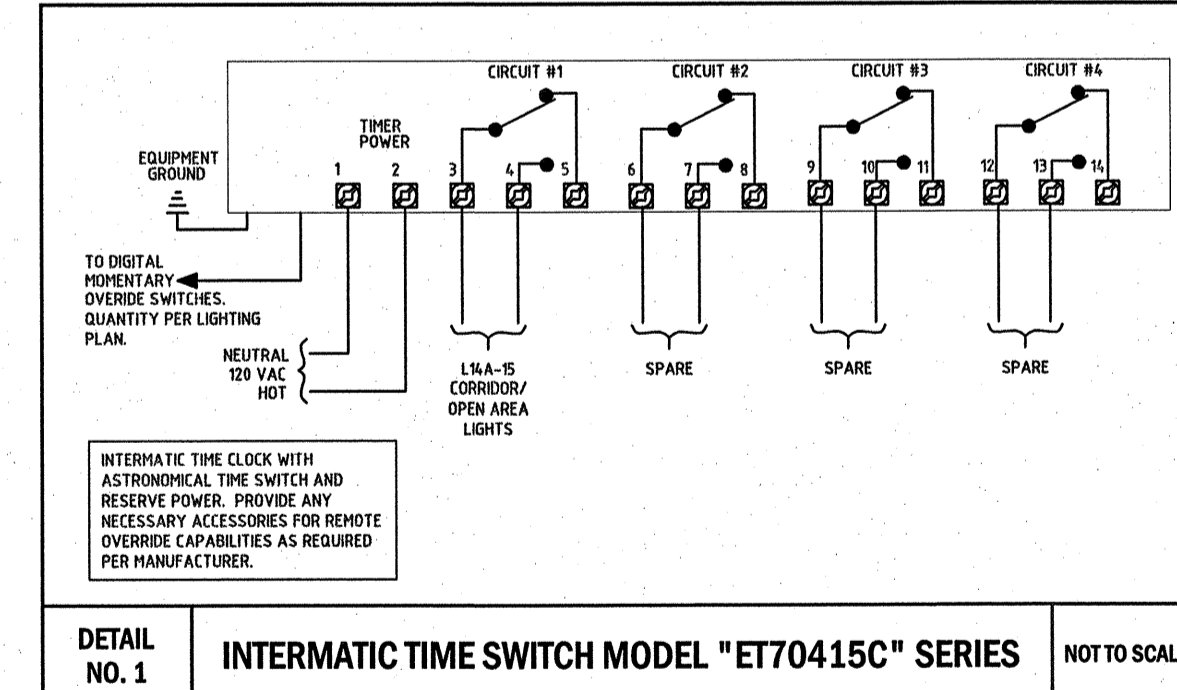 CIRCUIT #1
CIRCUIT #2
CIRCUIT #3
CIRCUIT #4
TIMER
POWER
EQUIPMENT
GROUND
1
2
3
4
5
6
7
8
9
10
11
12
13
14
TO DIGITAL
MOMENTARY
OVERIDE SWITCHES.
QUANTITY PER LIGHTING
PLAN.
NEUTRAL
120 VAC
HOT
L14A-15
CORRIDOR/
OPEN AREA
LIGHTS
SPARE
SPARE
SPARE
INTERMATIC TIME CLOCK WITH
ASTRONOMICAL TIME SWITCH AND
RESERVE POWER. PROVIDE ANY
NECESSARY ACCESSORIES FOR REMOTE
OVERRIDE CAPABILITIES AS REQUIRED
PER MANUFACTURER.
DETAIL
NO. 1
INTERMATIC TIME SWITCH MODEL "ET70415C" SERIES
NOT TO SCAL